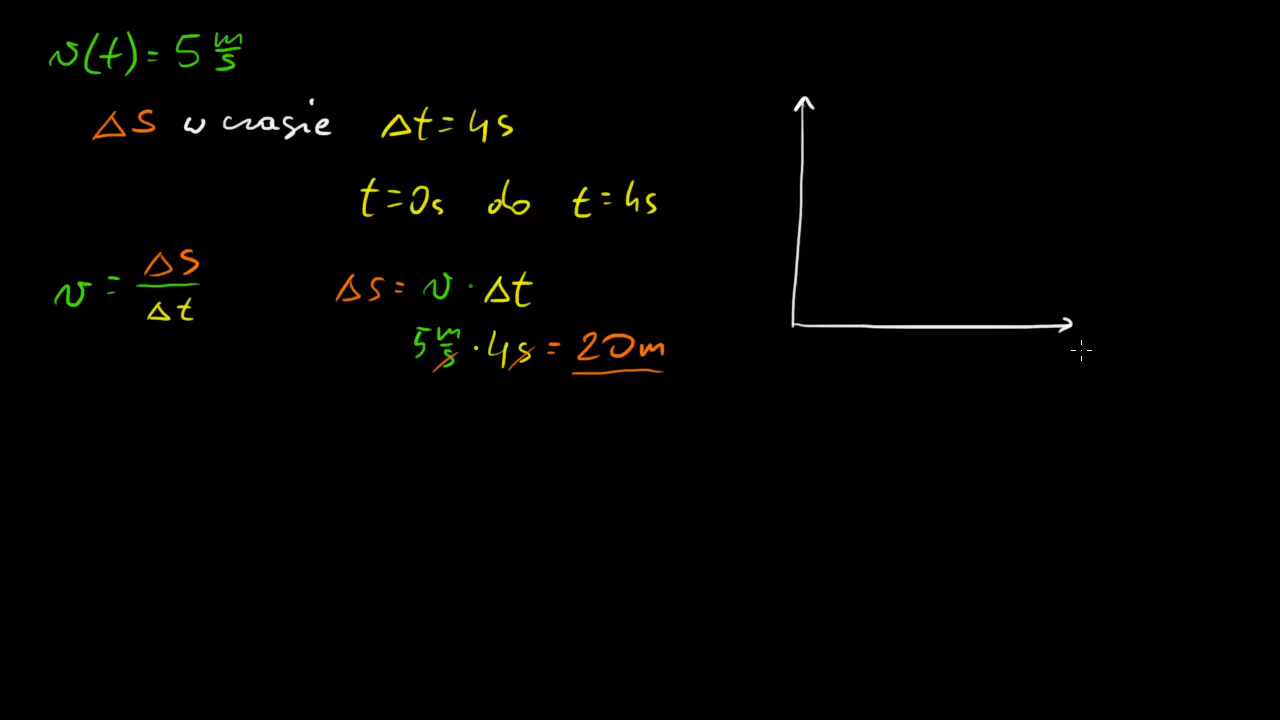 v(t) = 5 m/s
Δs w czasie Δt = 4s
t = 0s do t = 4s
v = Δs/Δt
Δs = v · Δt
5 m/s · 4s = 20m